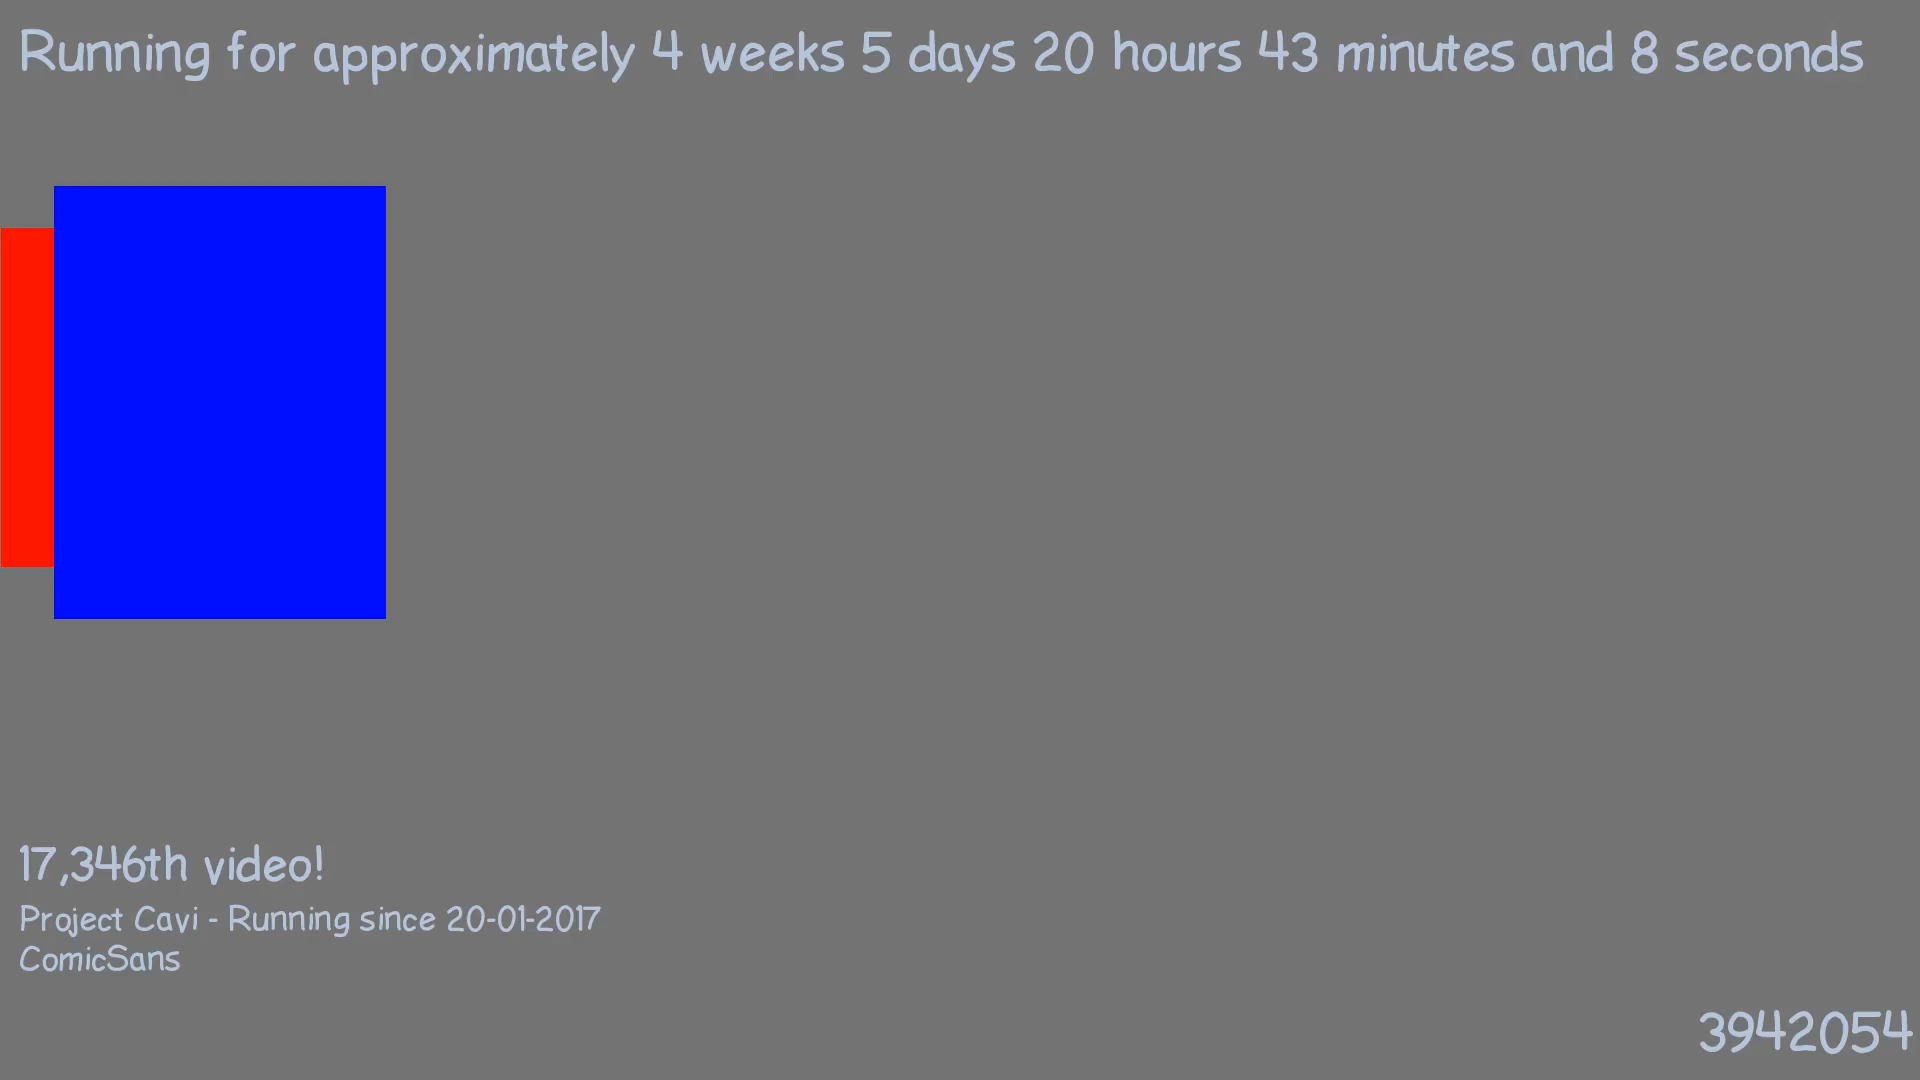 Running for approximately 4 weeks 5 days 20 hours 43 minutes and 8 seconds
17,346th video!
Project Cavi - Running since 20-01-2017
ComicSans
3942054